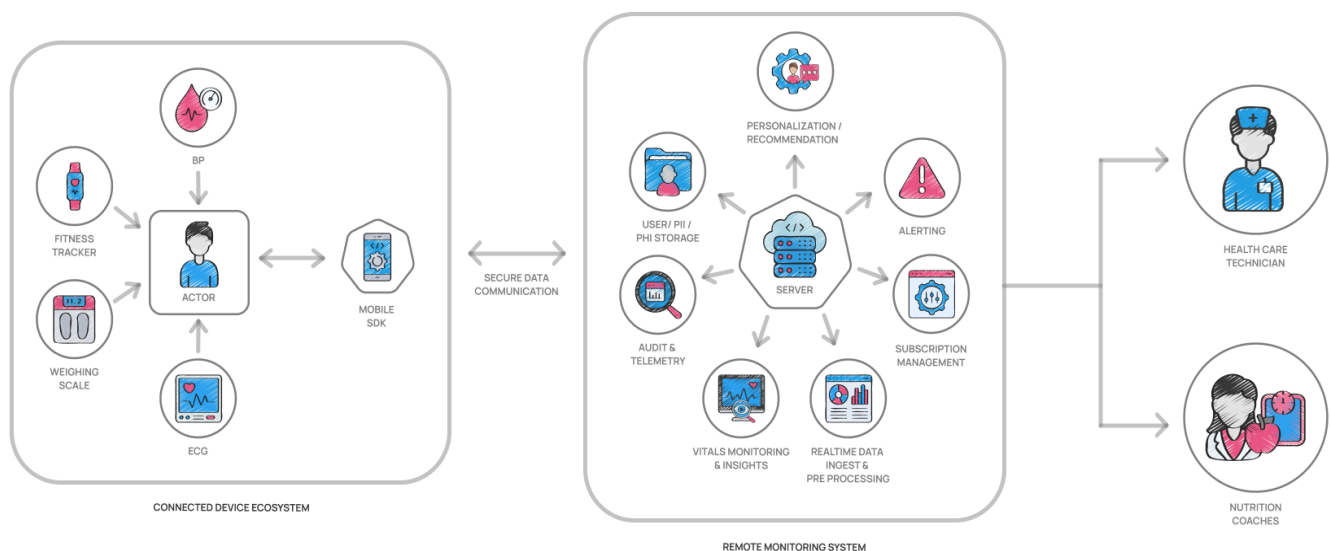 BP
FITNESS
TRACKER
ACTOR
WEIGHING
SCALE
11.2
ECG
MOBILE
SDK
CONNECTED DEVICE ECOSYSTEM
SECURE DATA
COMMUNICATION
PERSONALIZATION /
RECOMMENDATION
USER/ PII /
PHI STORAGE
</>
SERVER
ALERTING
AUDIT &
TELEMETRY
SUBSCRIPTION
MANAGEMENT
VITALS MONITORING
& INSIGHTS
REALTIME DATA
INGEST &
PRE PROCESSING
REMOTE MONITORING SYSTEM
HEALTH CARE
TECHNICIAN
NUTRITION
COACHES